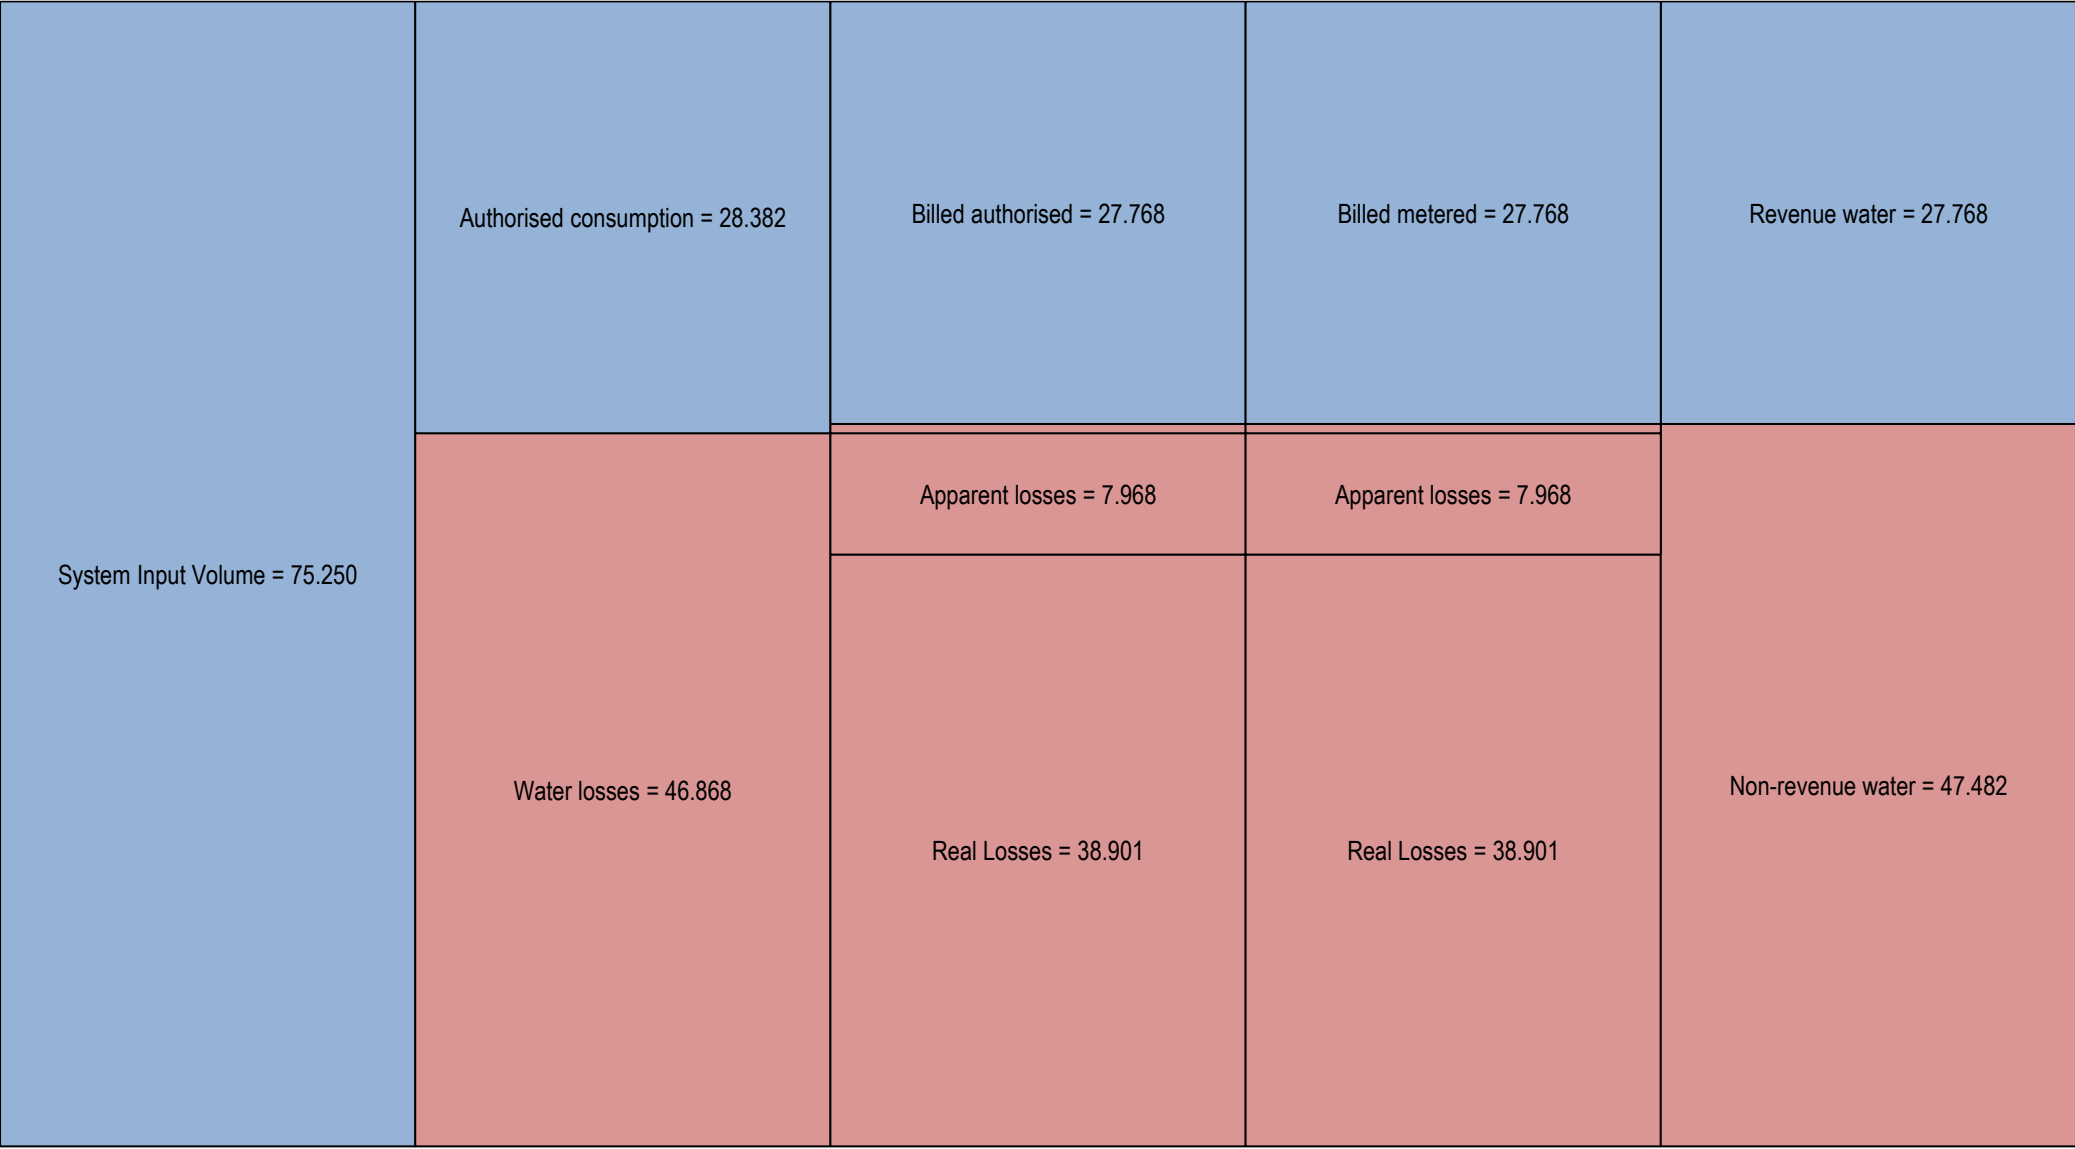 System Input Volume = 75.250
Authorised consumption = 28.382
Water losses = 46.868
Billed authorised = 27.768
Apparent losses = 7.968
Real Losses = 38.901
Billed metered = 27.768
Apparent losses = 7.968
Real Losses = 38.901
Revenue water = 27.768
Non-revenue water = 47.482